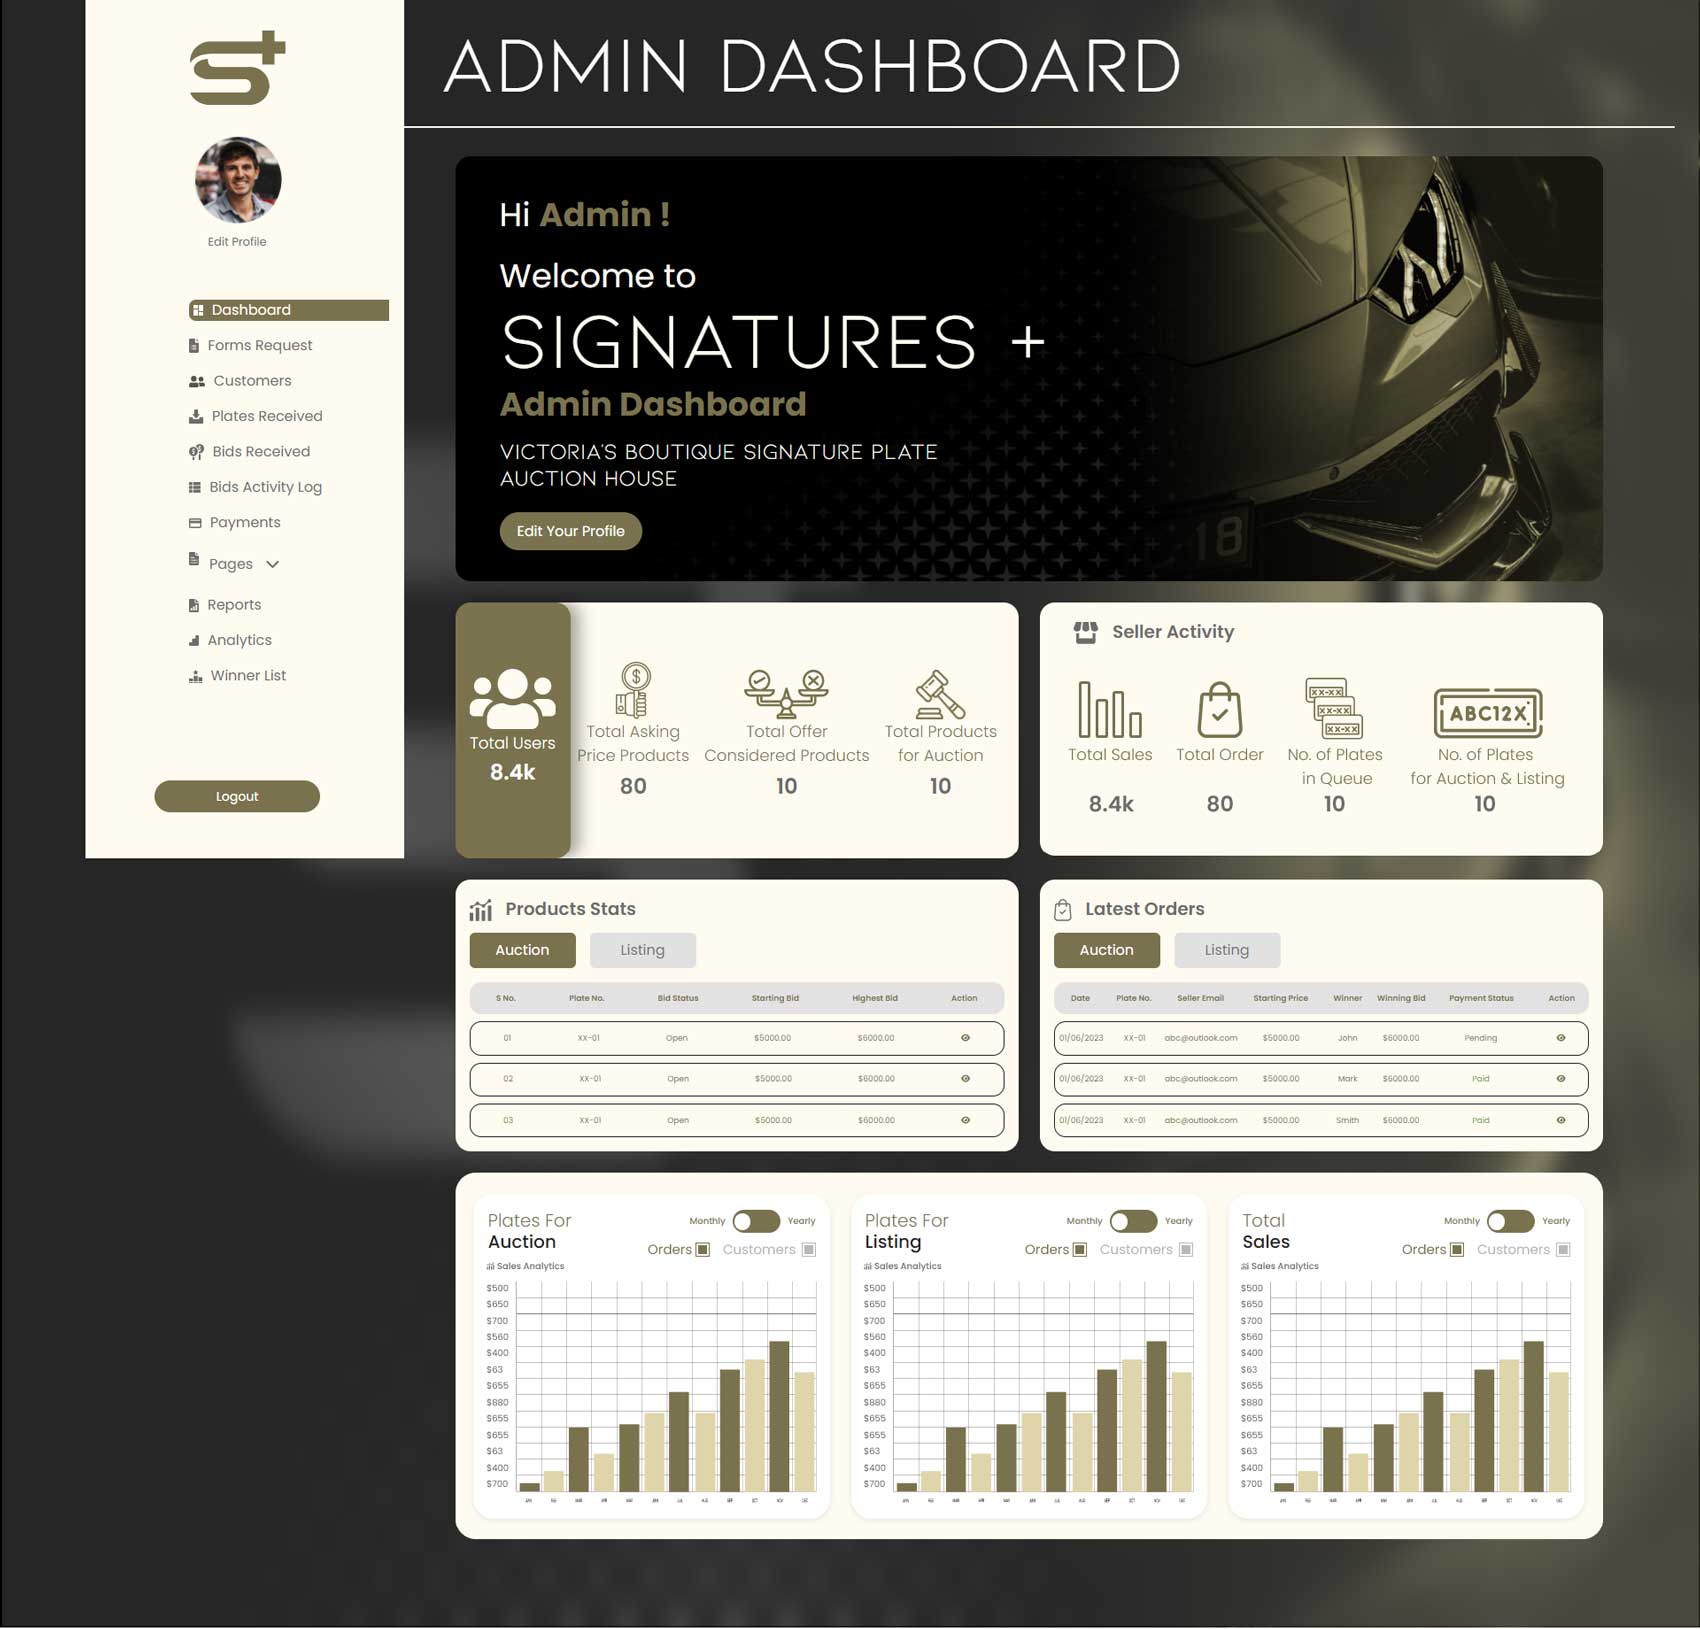 S+
ADMIN DASHBOARD
Edit Profile
Dashboard
Forms Request
Customers
Plates Received
Bids Received
Bids Activity Log
Payments
Pages
Reports
Analytics
Winner List
Logout
Hi Admin !
Welcome to
SIGNATURES +
Admin Dashboard
VICTORIA'S BOUTIQUE SIGNATURE PLATE
AUCTION HOUSE
Edit Your Profile
18
Total Users
8.4k
$
Total Asking
Price Products
80
Total Offer
Considered Products
10
Total Products
for Auction
10
Seller Activity
Total Sales
8.4k
Total Order
80
XX-XX
XX-XX
XX-XX
No. of Plates
in Queue
10
ABC12X
No. of Plates
for Auction & Listing
10
Products Stats
Auction Listing
S No. Plate No. Bid Status Starting Bid Highest Bid Action
01 XX-01 Open $5000.00 $6000.00
02 XX-01 Open $5000.00 $6000.00
03 XX-01 Open $5000.00 $6000.00
Latest Orders
Auction Listing
Date Plate No. Seller Email Starting Price Winner Winning Bid Payment Status Action
01/06/2023 XX-01 abc@outlook.com $5000.00 John $6000.00 Pending
01/06/2023 XX-01 abc@outlook.com $5000.00 Mark $6000.00 Paid
01/06/2023 XX-01 abc@outlook.com $5000.00 Smith $6000.00 Paid
Plates For
Auction
Monthly Yearly
Orders Customers
Sales Analytics
$500
$650
$700
$560
$400
$63
$655
$880
$655
$655
$63
$400
$700
Plates For
Listing
Monthly Yearly
Orders Customers
Sales Analytics
$500
$650
$700
$560
$400
$63
$655
$880
$655
$655
$63
$400
$700
Total
Sales
Monthly Yearly
Orders Customers
Sales Analytics
$500
$650
$700
$560
$400
$63
$655
$880
$655
$655
$63
$400
$700